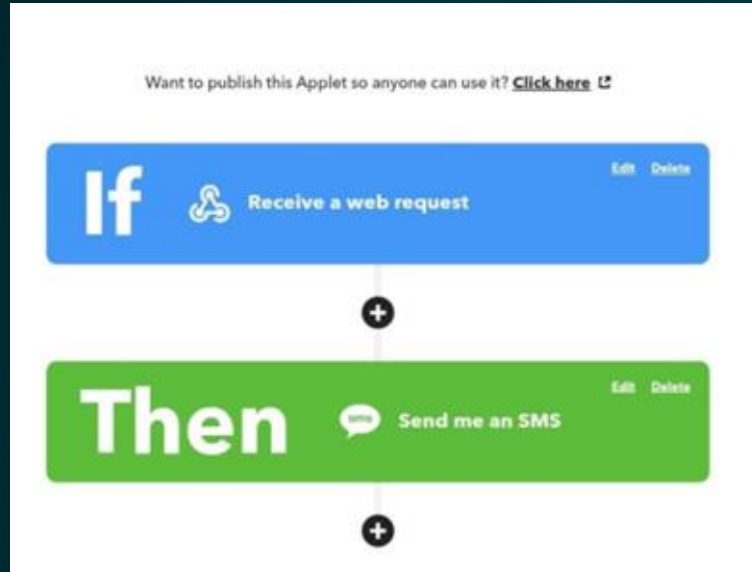 Want to publish this Applet so anyone can use it? Click here
If Receive a web request
Edit Delete
Then Send me an SMS
Edit Delete